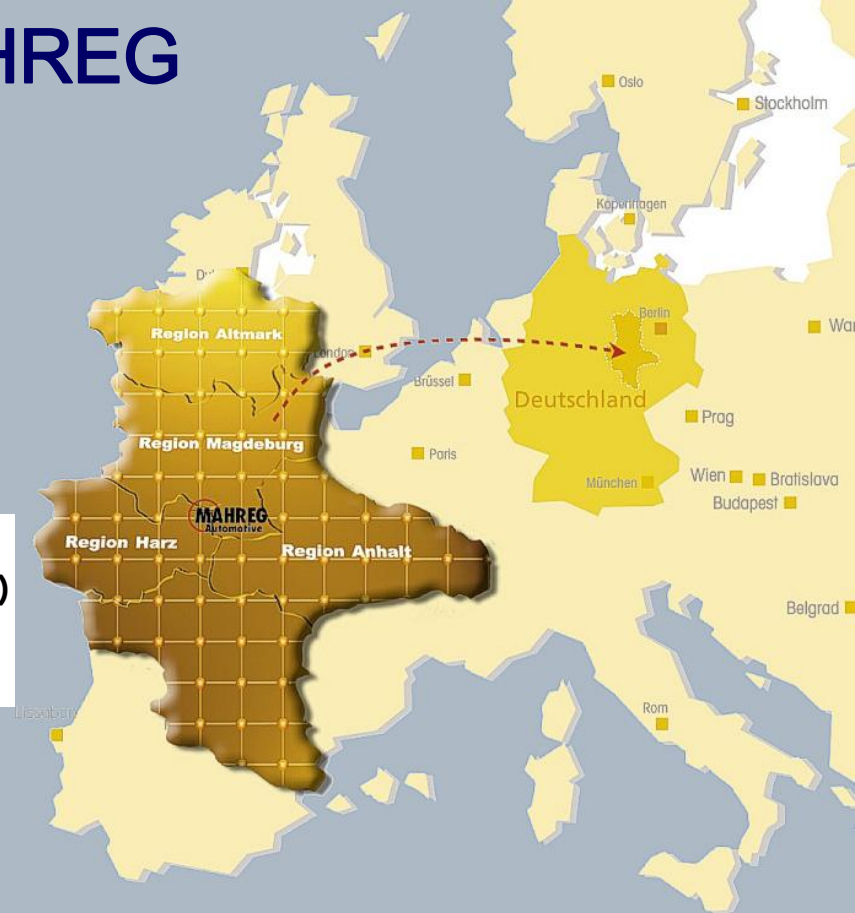 HREG
Oslo
Stockholm
Kopenhagen
Region Altmark
Berlin
London
Brüssel
Deutschland
Prag
Region Magdeburg
Paris
München
Wien
Bratislava
Budapest
MAHREG
Automotive
Region Harz
Region Anhalt
)
Belgrad
Lissabon
Rom